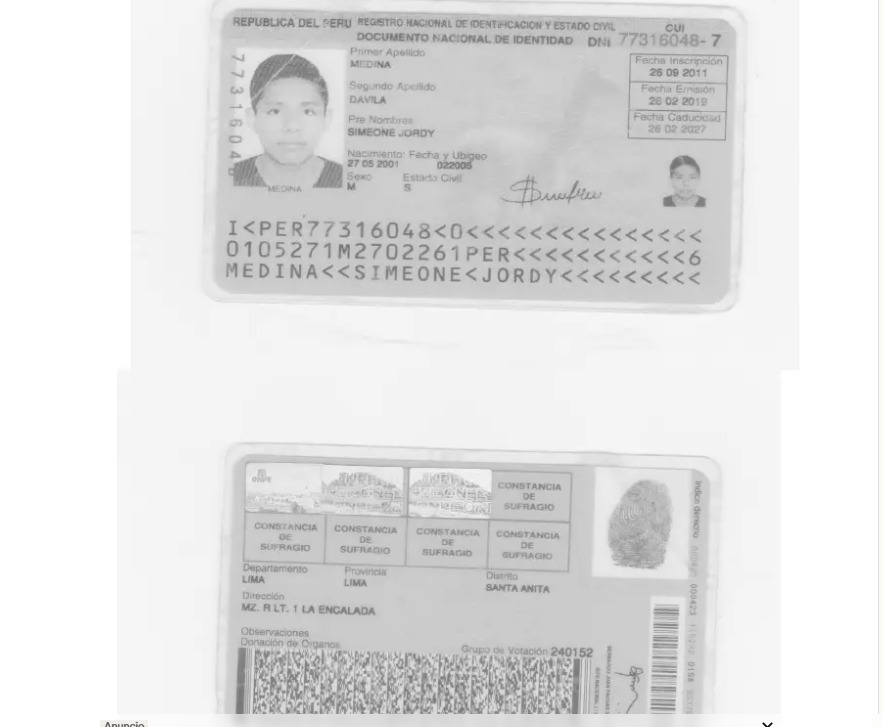 REPUBLICA DEL PERU REGISTRO NACIONAL DE IDENTIFICACION Y ESTADO CIVIL
DOCUMENTO NACIONAL DE IDENTIDAD DNI
CUI
77316048-7
77316048
MEDINA
Primer Apellido
MEDINA
Segundo Apellido
DAVILA
Pre Nombres
SIMEONE JORDY
Nacimiento: Fecha y Ubigeo
27 05 2001 022005
Sexo Estado Civil
M S
Fecha Inscripción
26 09 2011
Fecha Emisión
26 02 2019
Fecha Caducidad
26 02 2027
I<PER77316048<0<<<<<<<<<<<<<<<
0105271M2702261PER<<<<<<<<<<<6
MEDINA<<SIMEONE<JORDY<<<<<<<<<
ONPE
CONSTANCIA
DE
SUFRAGIO
CONSTANCIA
DE
SUFRAGIO
CONSTANCIA
DE
SUFRAGIO
CONSTANCIA
DE
SUFRAGIO
CONSTANCIA
DE
SUFRAGIO
Indice derecho
Departamento Provincia Distrito
LIMA LIMA SANTA ANITA
Dirección
MZ. R LT. 1 LA ENCALADA
Observaciones
Donación de Organos
Grupo de Votación 240152
000423
0158
Anuncio